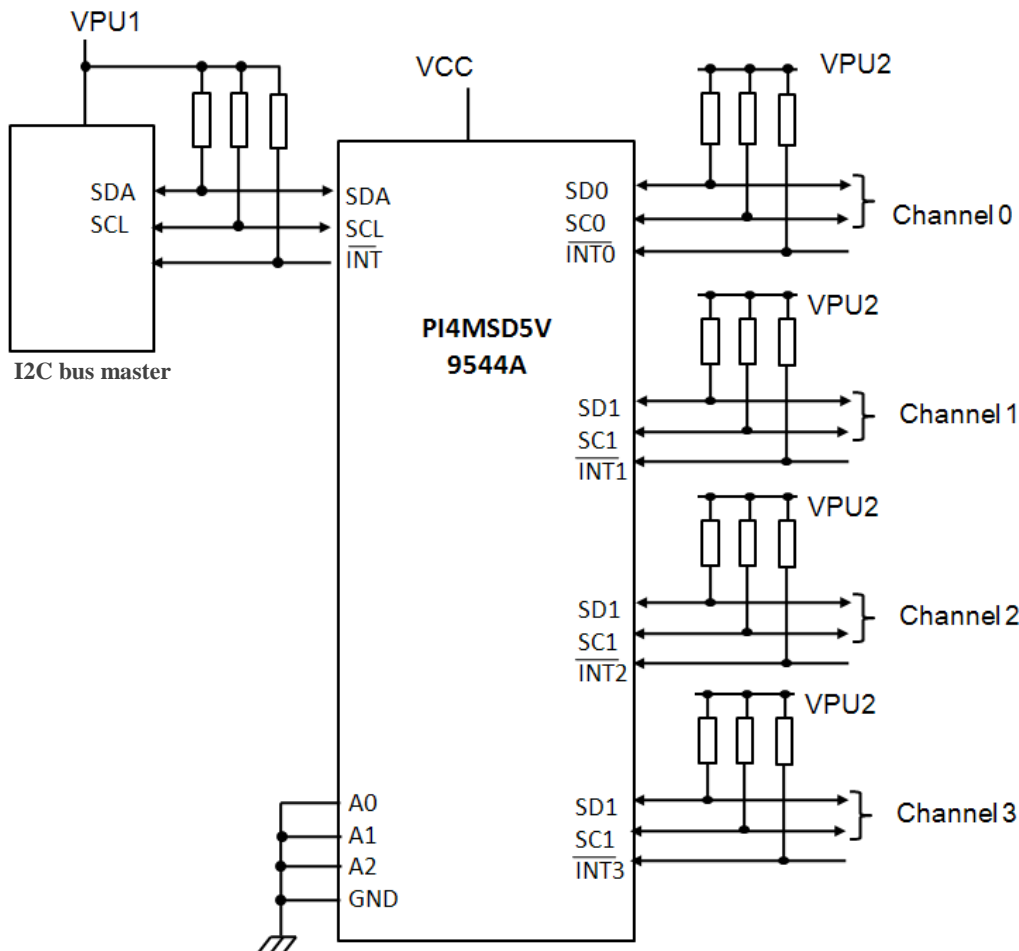 VPU1
VCC
VPU2
SDA
SCL
SDA
SCL
INT
SD0
SC0
INT0
Channel 0
PI4MSD5V
9544A
I2C bus master
VPU2
SD1
SC1
INT1
Channel 1
VPU2
SD1
SC1
INT2
Channel 2
VPU2
SD1
SC1
INT3
Channel 3
A0
A1
A2
GND